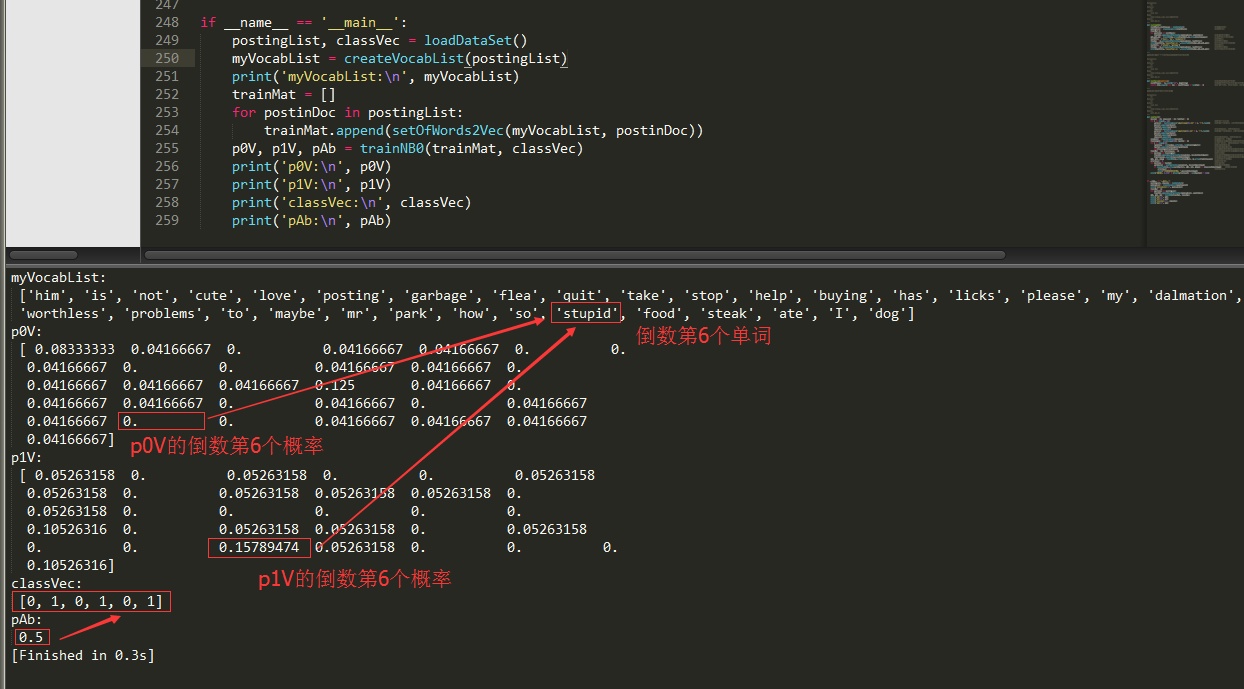 247
248 if __name__ == '__main__':
249 postingList, classVec = loadDataSet()
250 myVocabList = createVocabList(postingList)
251 print('myVocabList:\n', myVocabList)
252 trainMat = []
253 for postinDoc in postingList:
254 trainMat.append(setOfWords2Vec(myVocabList, postinDoc))
255 p0V, p1V, pAb = trainNB0(trainMat, classVec)
256 print('p0V:\n', p0V)
257 print('p1V:\n', p1V)
258 print('classVec:\n', classVec)
259 print('pAb:\n', pAb)
myVocabList:
['him', 'is', 'not', 'cute', 'love', 'posting', 'garbage', 'flea', 'quit', 'take', 'stop', 'help', 'buying', 'has', 'licks', 'please', 'my', 'dalmation',
'worthless', 'problems', 'to', 'maybe', 'mr', 'park', 'how', 'so', 'stupid', 'food', 'steak', 'ate', 'I', 'dog']
倒数第6个单词
p0V:
[ 0.08333333 0.04166667 0. 0.04166667 0.04166667 0. 0.
0.04166667 0. 0. 0.04166667 0.04166667 0.
0.04166667 0.04166667 0.04166667 0.125 0.04166667 0.
0.04166667 0.04166667 0. 0.04166667 0. 0.04166667
0.04166667 0. 0. 0.04166667 0.04166667 0.04166667
0.04166667]
p0V的倒数第6个概率
p1V:
[ 0.05263158 0. 0.05263158 0. 0. 0.05263158
0.05263158 0. 0.05263158 0.05263158 0.05263158 0.
0.05263158 0. 0. 0. 0. 0.
0.10526316 0. 0.05263158 0.05263158 0. 0.05263158
0. 0. 0.15789474 0.05263158 0. 0. 0.
0.10526316]
p1V的倒数第6个概率
classVec:
[0, 1, 0, 1, 0, 1]
pAb:
0.5
[Finished in 0.3s]